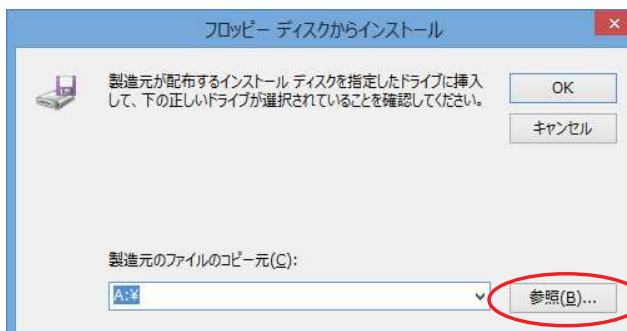 フロッピー ディスクからインストール
製造元が配布するインストール ディスクを指定したドライブに挿入
して、下の正しいドライブが選択されていることを確認してください。
OK
キャンセル
製造元のファイルのコピー元(C):
A:¥
参照(B)...